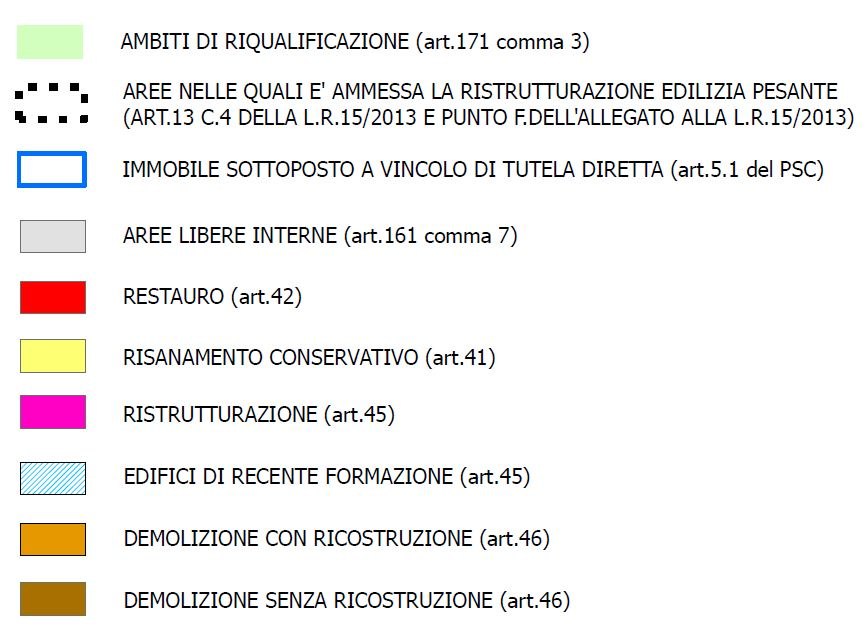 AMBITI DI RIQUALIFICAZIONE (art.171 comma 3)
AREE NELLE QUALI E' AMMESSA LA RISTRUTTURAZIONE EDILIZIA PESANTE
(ART.13 C.4 DELLA L.R.15/2013 E PUNTO F.DELL'ALLEGATO ALLA L.R.15/2013)
IMMOBILE SOTTOPOSTO A VINCOLO DI TUTELA DIRETTA (art.5.1 del PSC)
AREE LIBERE INTERNE (art.161 comma 7)
RESTAURO (art.42)
RISANAMENTO CONSERVATIVO (art.41)
RISTRUTTURAZIONE (art.45)
EDIFICI DI RECENTE FORMAZIONE (art.45)
DEMOLIZIONE CON RICOSTRUZIONE (art.46)
DEMOLIZIONE SENZA RICOSTRUZIONE (art.46)